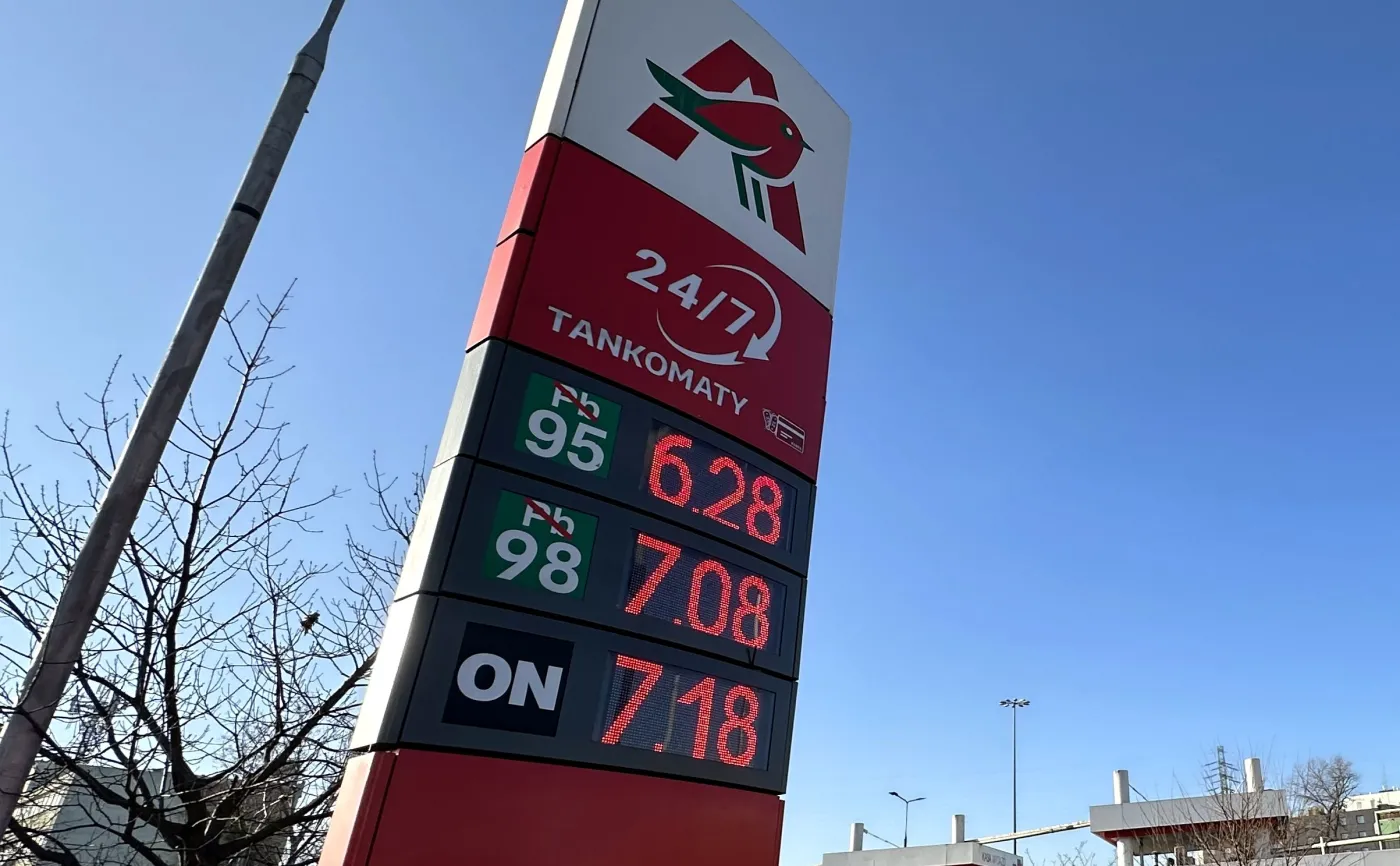 24/7
TANKOMATY
Pb
95
6.28
Pb
98
7.08
ON
7.18